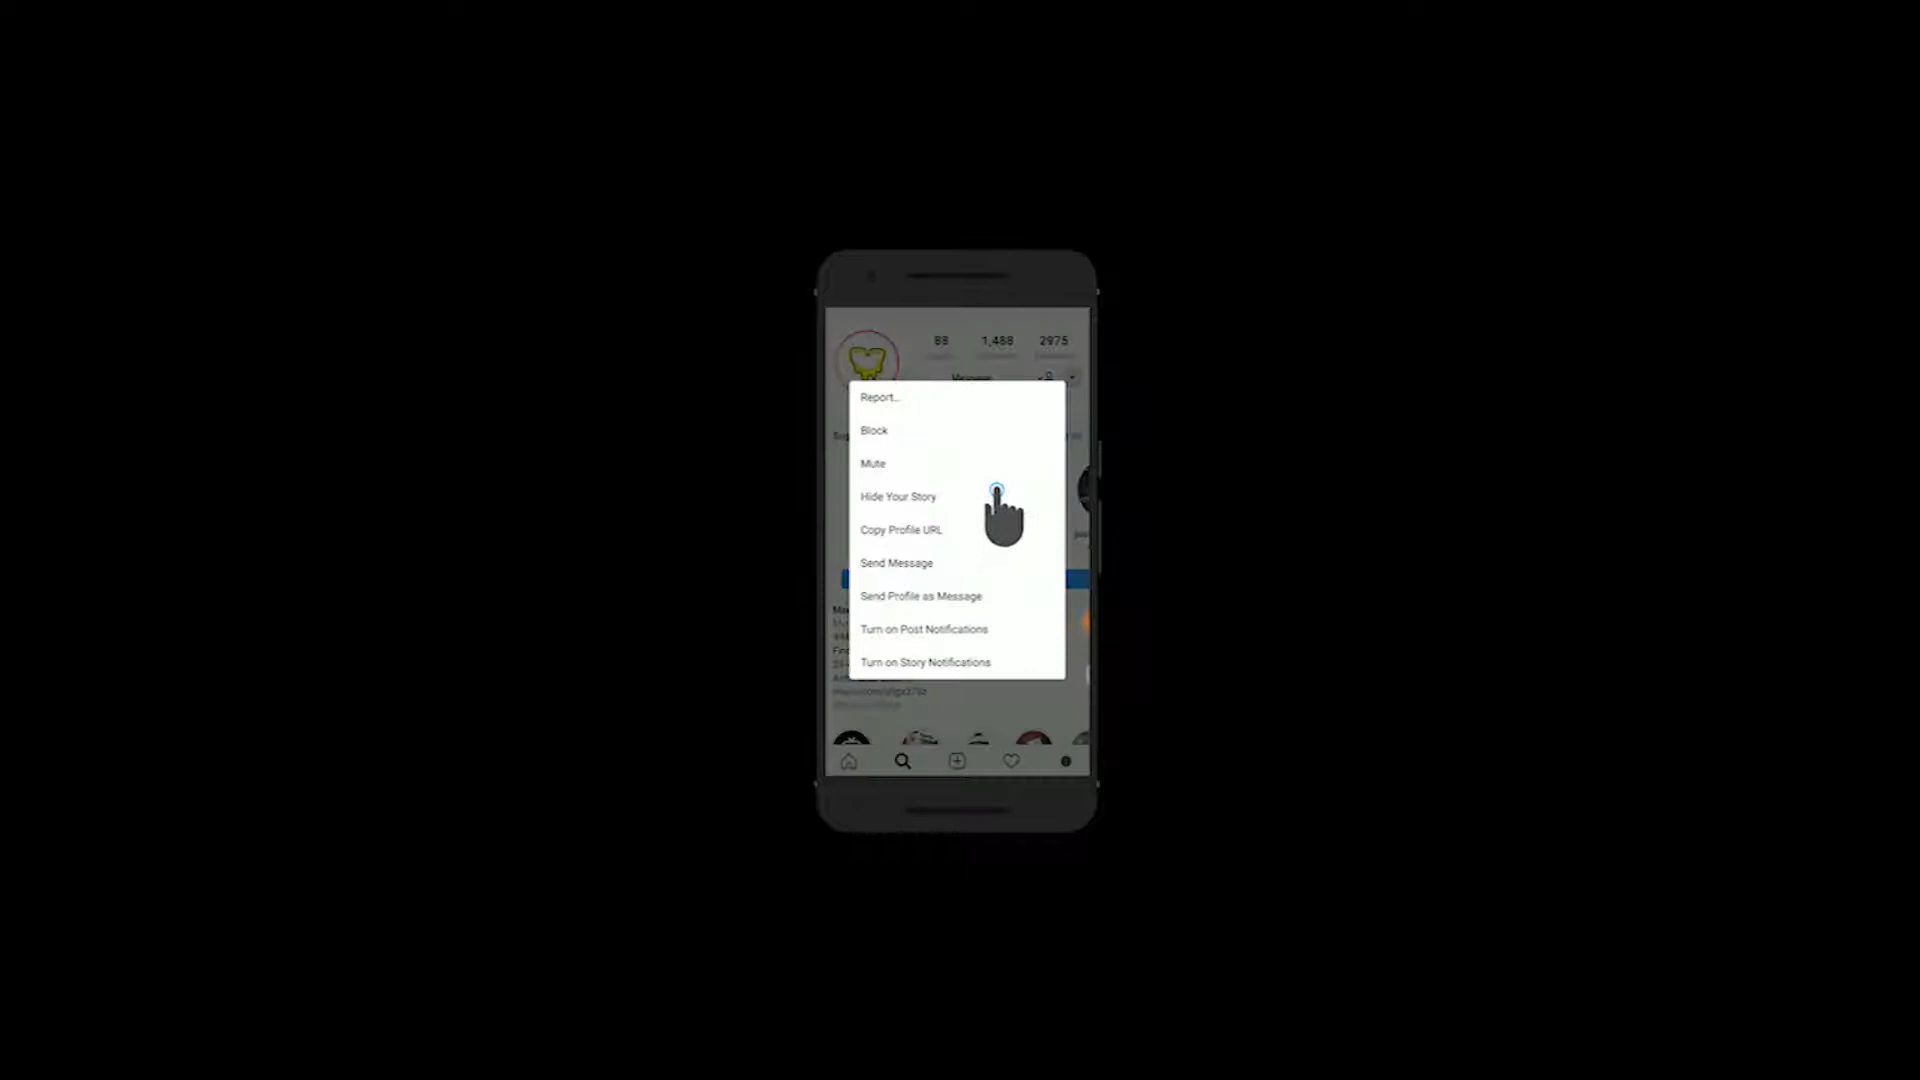 88 1,488 2975
Message
Report...
Block
Mute
Hide Your Story
Copy Profile URL
Send Message
Send Profile as Message
Turn on Post Notifications
Turn on Story Notifications